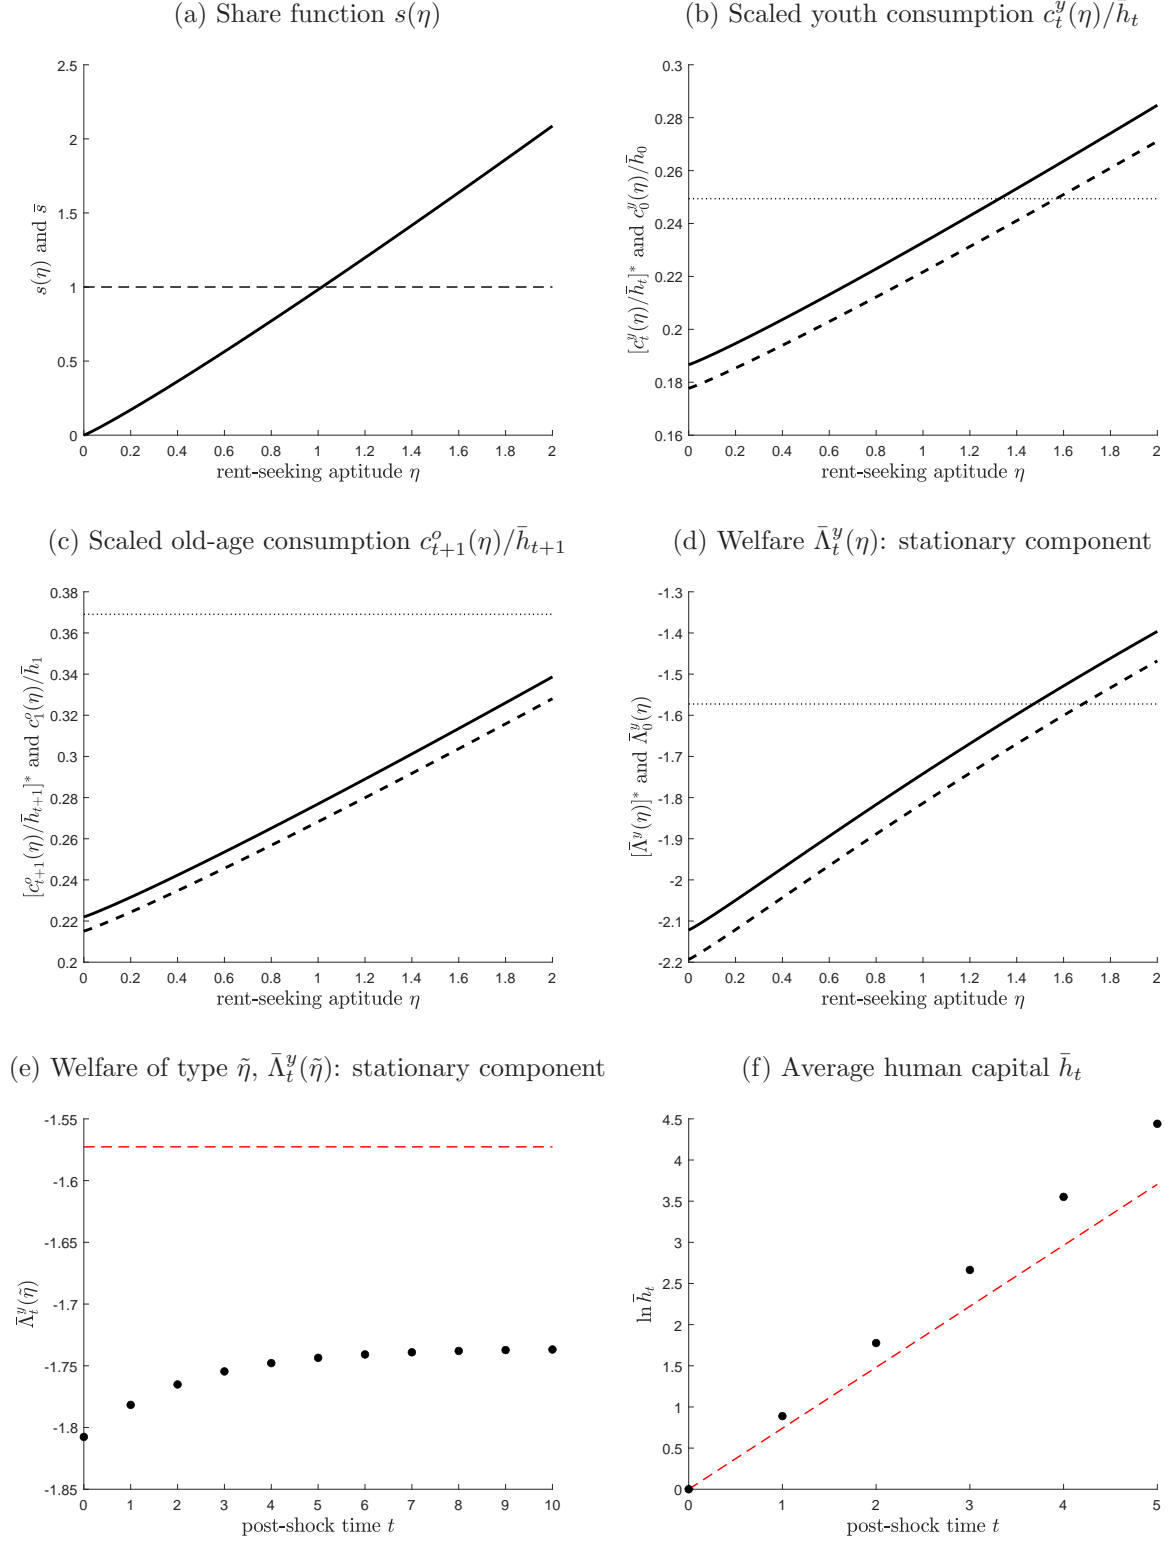 (a) Share function s(η)
s(η) and s̄
2.5
2
1.5
1
0.5
0
0 0.2 0.4 0.6 0.8 1 1.2 1.4 1.6 1.8 2
rent-seeking aptitude η
(b) Scaled youth consumption c_t^y(η)/h̄_t
[c_t^y(η)/h̄_t]* and c_0^y(η)/h̄_0
0.3
0.28
0.26
0.24
0.22
0.2
0.18
0.16
0 0.2 0.4 0.6 0.8 1 1.2 1.4 1.6 1.8 2
rent-seeking aptitude η
(c) Scaled old-age consumption c_{t+1}^o(η)/h̄_{t+1}
[c_{t+1}^o(η)/h̄_{t+1}]* and c_1^o(η)/h̄_1
0.38
0.36
0.34
0.32
0.3
0.28
0.26
0.24
0.22
0.2
0 0.2 0.4 0.6 0.8 1 1.2 1.4 1.6 1.8 2
rent-seeking aptitude η
(d) Welfare Λ̄_t^y(η): stationary component
[Λ̄^y(η)]* and Λ̄_0^y(η)
-1.3
-1.4
-1.5
-1.6
-1.7
-1.8
-1.9
-2
-2.1
-2.2
0 0.2 0.4 0.6 0.8 1 1.2 1.4 1.6 1.8 2
rent-seeking aptitude η
(e) Welfare of type η̃, Λ̄_t^y(η̃): stationary component
Λ̄_t^y(η̃)
-1.55
-1.6
-1.65
-1.7
-1.75
-1.8
-1.85
0 1 2 3 4 5 6 7 8 9 10
post-shock time t
(f) Average human capital h̄_t
ln h̄_t
4.5
4
3.5
3
2.5
2
1.5
1
0.5
0
0 1 2 3 4 5
post-shock time t